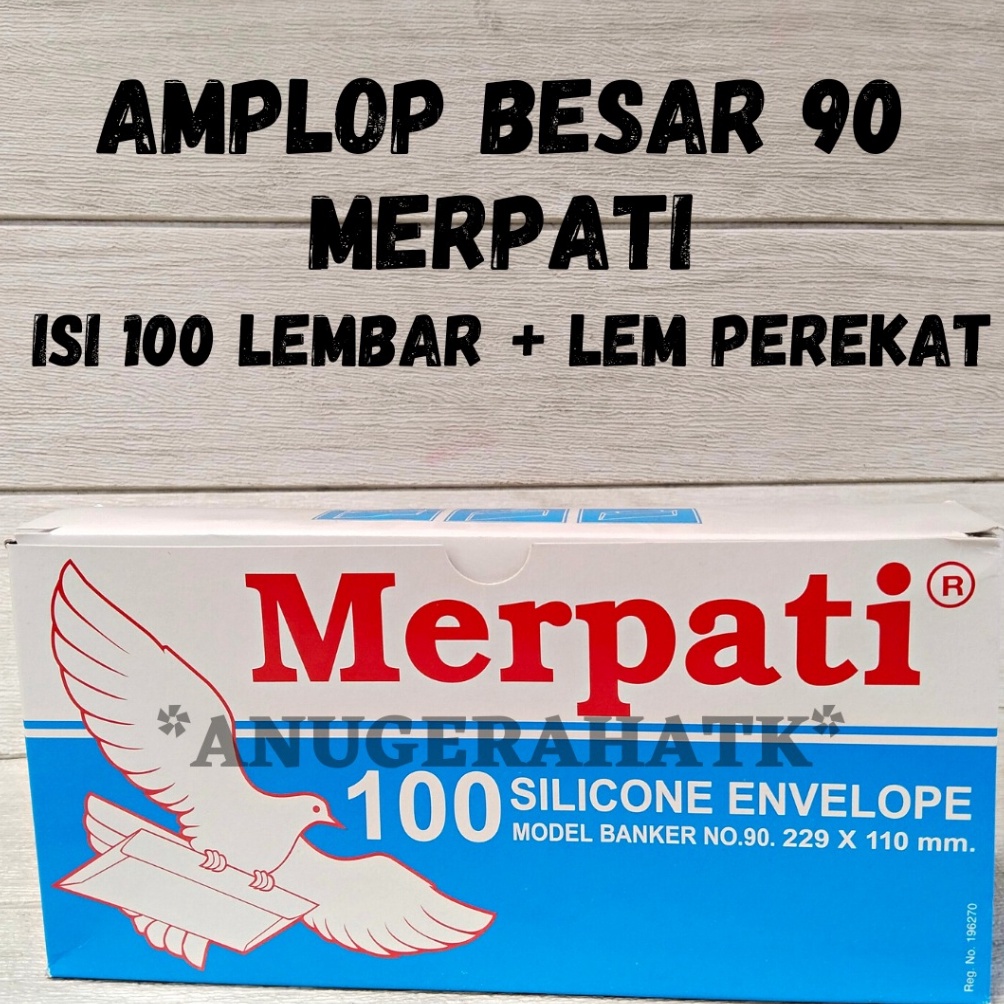 AMPLOP BESAR 90
MERPATI
ISI 100 LEMBAR + LEM PEREKAT
Merpati®
*ANUGERAHATK*
100 SILICONE ENVELOPE
MODEL BANKER NO.90. 229 X 110 mm.
Reg. No. 196270